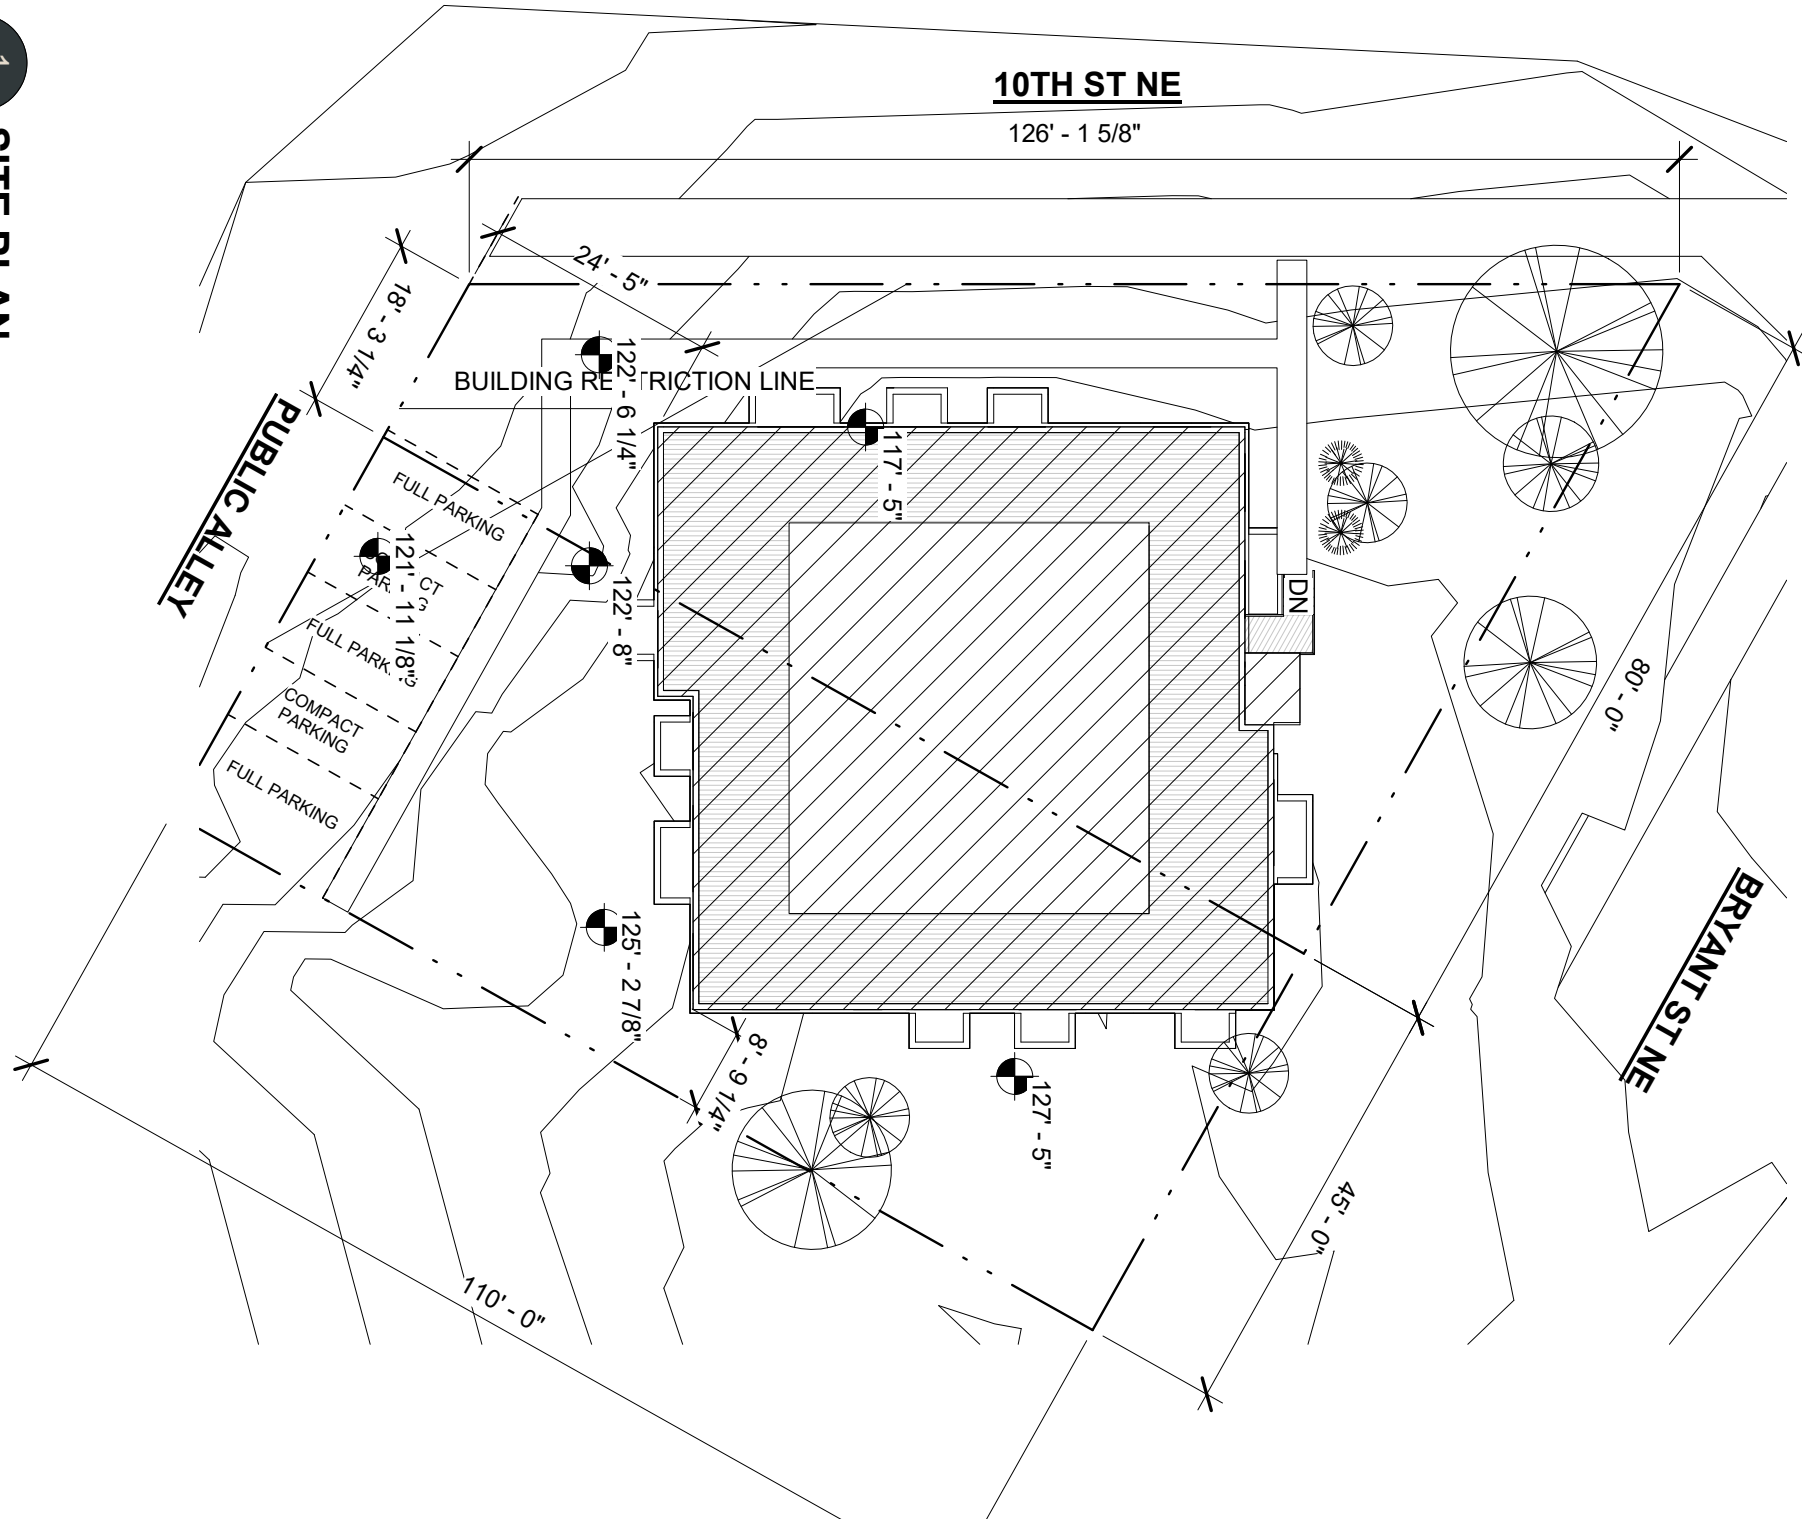 1
SITE PLAN
10TH ST NE
126' - 1 5/8"
24' - 5"
18' - 3 1/4"
BUILDING RESTRICTION LINE
122' - 6 1/4"
117' - 5"
PUBLIC ALLEY
FULL PARKING
COMPACT
PARKING
121' - 11 1/8"
FULL PARKING
COMPACT
PARKING
FULL PARKING
122' - 8"
DN
80' - 0"
BRYANT ST NE
125' - 2 7/8"
8' - 9 1/4"
127' - 5"
45' - 0"
110' - 0"